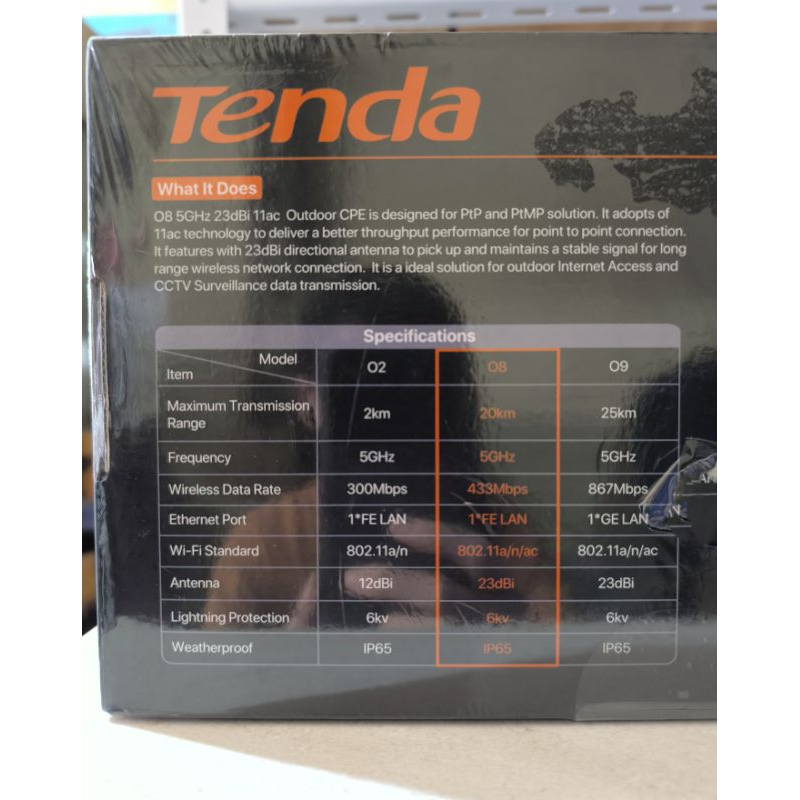 Tenda
What It Does
O8 5GHz 23dBi 11ac Outdoor CPE is designed for PtP and PtMP solution. It adopts of
11ac technology to deliver a better throughput performance for point to point connection.
It features with 23dBi directional antenna to pick up and maintains a stable signal for long
range wireless network connection. It is a ideal solution for outdoor Internet Access and
CCTV Surveillance data transmission.
Specifications
Item Model O2 O8 O9
Maximum Transmission Range 2km 20km 25km
Frequency 5GHz 5GHz 5GHz
Wireless Data Rate 300Mbps 433Mbps 867Mbps
Ethernet Port 1*FE LAN 1*FE LAN 1*GE LAN
Wi-Fi Standard 802.11a/n 802.11a/n/ac 802.11a/n/ac
Antenna 12dBi 23dBi 23dBi
Lightning Protection 6kv 6kv 6kv
Weatherproof IP65 IP65 IP65